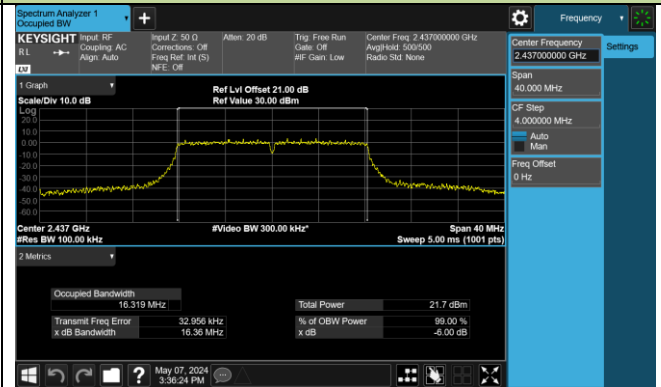 Spectrum Analyzer 1
Occupied BW
Frequency
KEYSIGHT
RL
Input: RF
Coupling: AC
Align: Auto
Input Z: 50 Ω
Corrections: Off
Freq Ref: Int (S)
NFE: Off
Atten: 20 dB
Trig: Free Run
Gate: Off
#IF Gain: Low
Center Freq: 2.437000000 GHz
Avg|Hold: 500/500
Radio Std: None
Center Frequency
2.437000000 GHz
Settings
Span
40.000 MHz
CF Step
4.000000 MHz
Auto
Man
Freq Offset
0 Hz
1 Graph
Scale/Div 10.0 dB
Ref Lvl Offset 21.00 dB
Ref Value 30.00 dBm
Log
20.0
10.0
0.00
-10.0
-20.0
-30.0
-40.0
-50.0
-60.0
Center 2.437 GHz
#Video BW 300.00 kHz*
Span 40 MHz
#Res BW 100.00 kHz
Sweep 5.00 ms (1001 pts)
2 Metrics
Occupied Bandwidth
16.319 MHz
Total Power 21.7 dBm
Transmit Freq Error 32.956 kHz
% of OBW Power 99.00 %
x dB Bandwidth 16.36 MHz
x dB -6.00 dB
?
May 07, 2024
3:36:24 PM